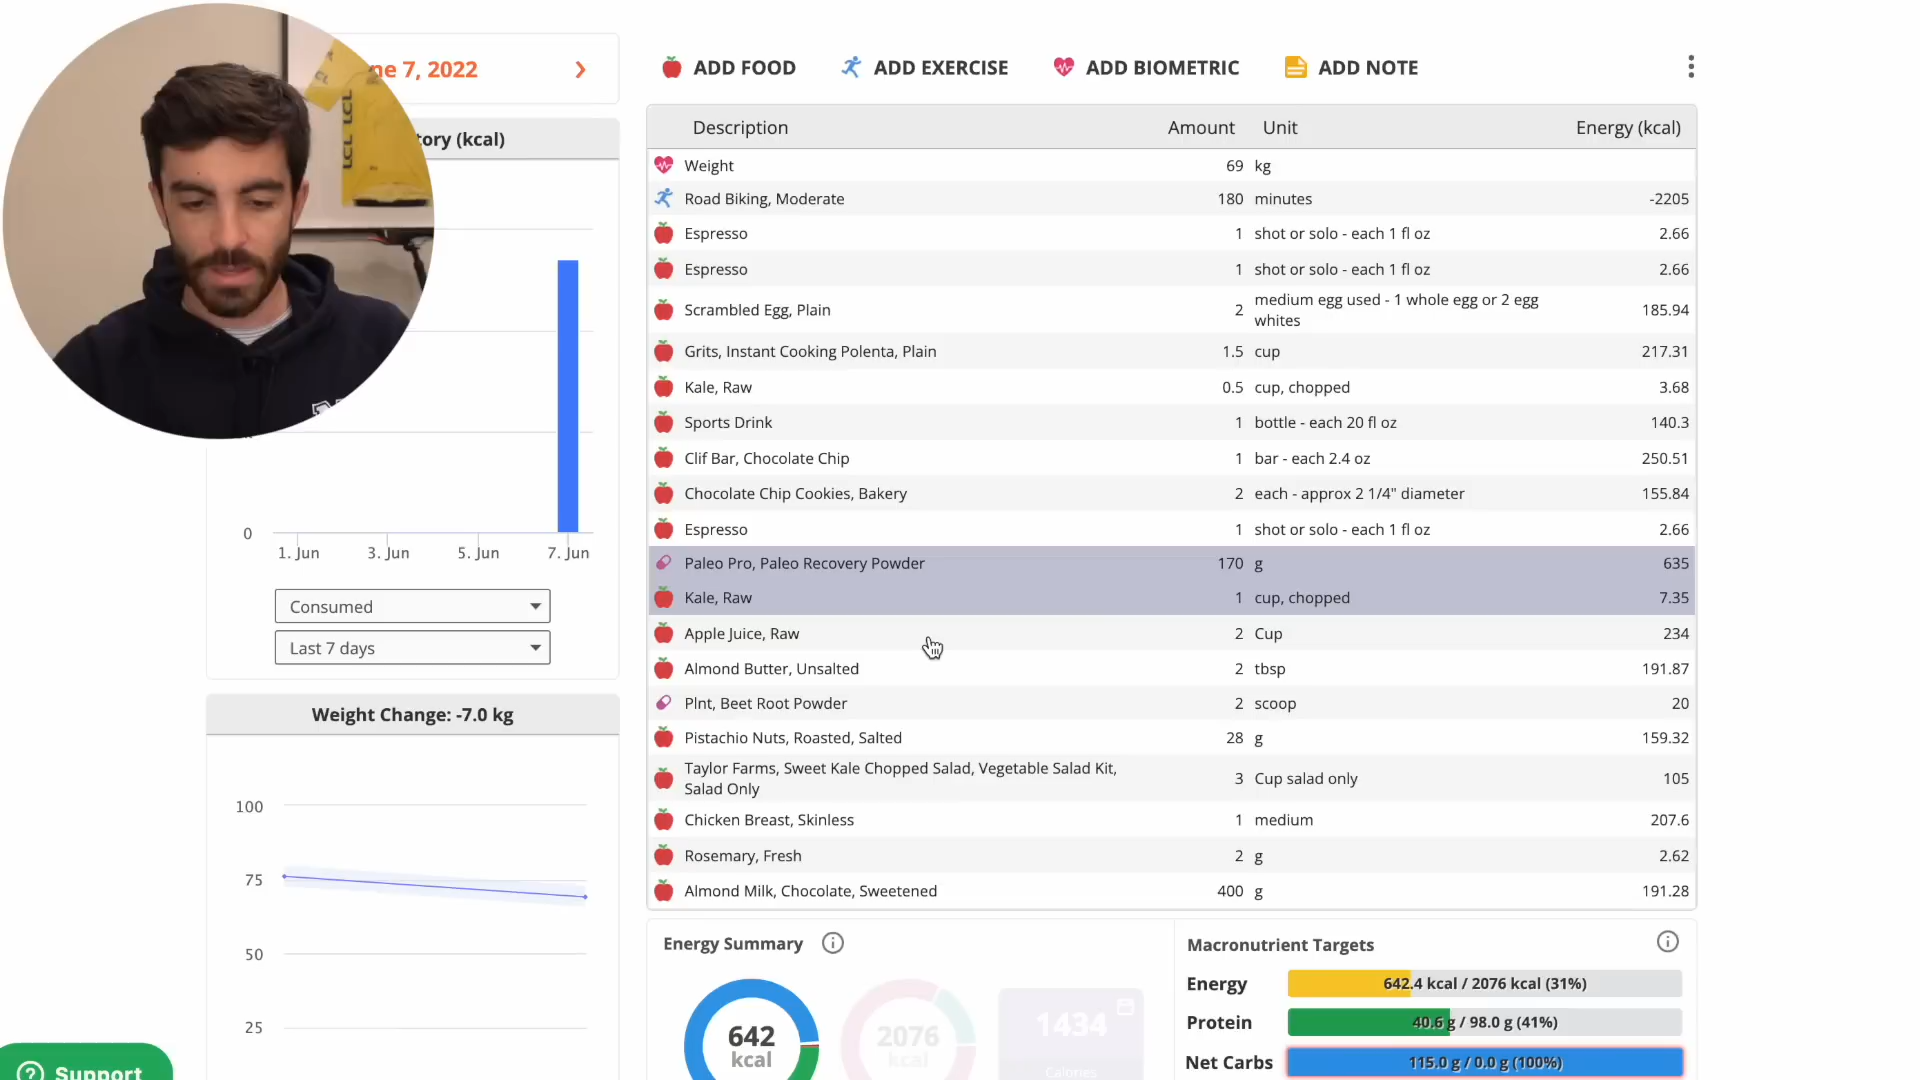 ne 7, 2022
ADD FOOD
ADD EXERCISE
ADD BIOMETRIC
ADD NOTE
LCL
LCL LCL
tory (kcal)
0
1. Jun 3. Jun 5. Jun 7. Jun
Consumed
Last 7 days
Weight Change: -7.0 kg
100
75
50
25
Support
Description Amount Unit Energy (kcal)
Weight 69 kg
Road Biking, Moderate 180 minutes -2205
Espresso 1 shot or solo - each 1 fl oz 2.66
Espresso 1 shot or solo - each 1 fl oz 2.66
Scrambled Egg, Plain 2 medium egg used - 1 whole egg or 2 egg
whites 185.94
Grits, Instant Cooking Polenta, Plain 1.5 cup 217.31
Kale, Raw 0.5 cup, chopped 3.68
Sports Drink 1 bottle - each 20 fl oz 140.3
Clif Bar, Chocolate Chip 1 bar - each 2.4 oz 250.51
Chocolate Chip Cookies, Bakery 2 each - approx 2 1/4" diameter 155.84
Espresso 1 shot or solo - each 1 fl oz 2.66
Paleo Pro, Paleo Recovery Powder 170 g 635
Kale, Raw 1 cup, chopped 7.35
Apple Juice, Raw 2 Cup 234
Almond Butter, Unsalted 2 tbsp 191.87
Plnt, Beet Root Powder 2 scoop 20
Pistachio Nuts, Roasted, Salted 28 g 159.32
Taylor Farms, Sweet Kale Chopped Salad, Vegetable Salad Kit,
Salad Only 3 Cup salad only 105
Chicken Breast, Skinless 1 medium 207.6
Rosemary, Fresh 2 g 2.62
Almond Milk, Chocolate, Sweetened 400 g 191.28
Energy Summary
642
kcal
2076
kcal
1434
Calories
Macronutrient Targets
Energy 642.4 kcal / 2076 kcal (31%)
Protein 40.6 g / 98.0 g (41%)
Net Carbs 115.0 g / 0.0 g (100%)